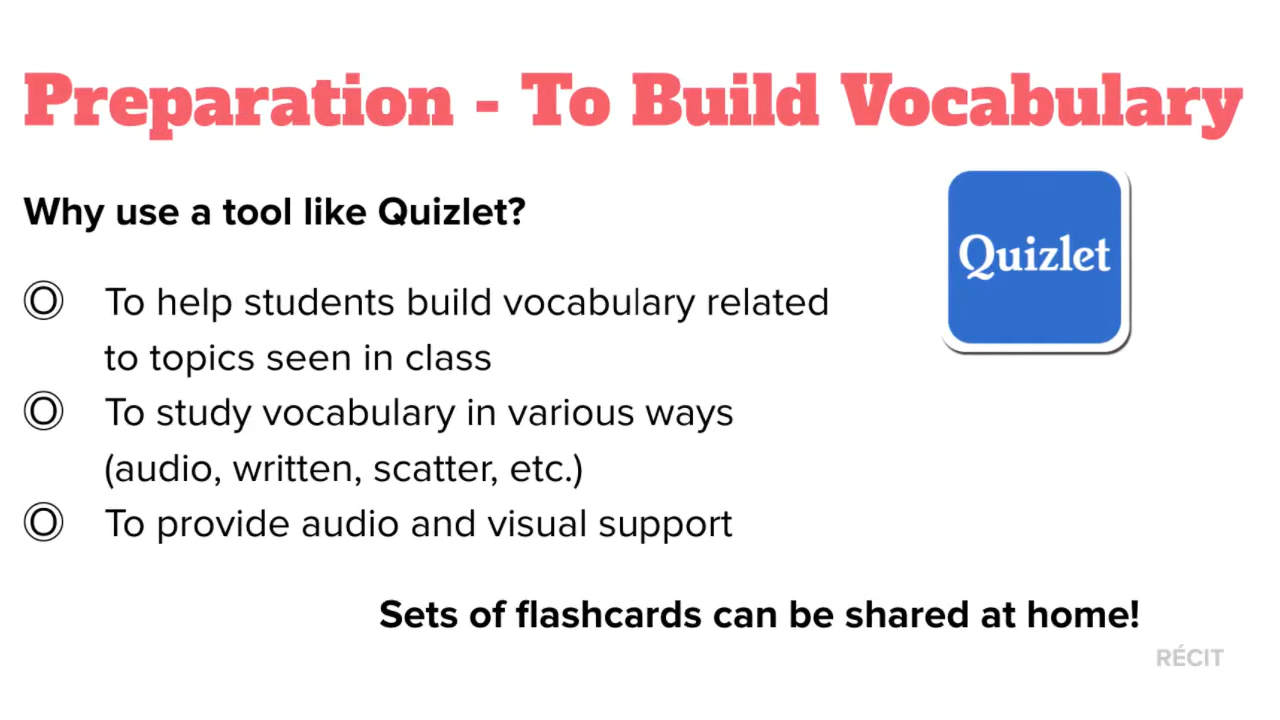 Preparation - To Build Vocabulary
Why use a tool like Quizlet?
Quizlet
To help students build vocabulary related
to topics seen in class
To study vocabulary in various ways
(audio, written, scatter, etc.)
To provide audio and visual support
Sets of flashcards can be shared at home!
RÉCIT